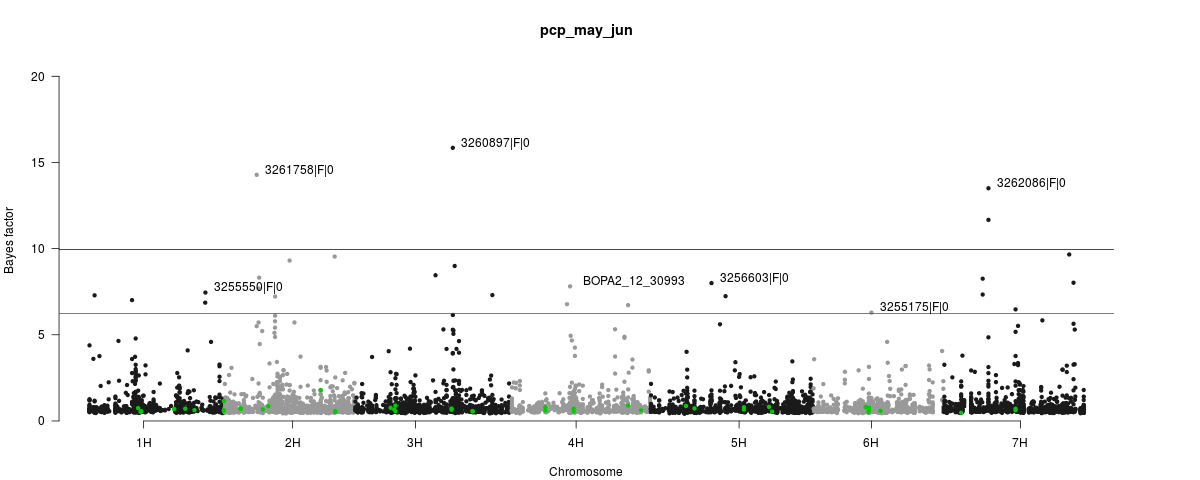 pcp_may_jun
20
15
10
5
0
Bayes factor
3260897|F|0
3261758|F|0
3262086|F|0
3255550|F|0
BOPA2_12_30993
3256603|F|0
3255175|F|0
1H
2H
3H
4H
5H
6H
7H
Chromosome